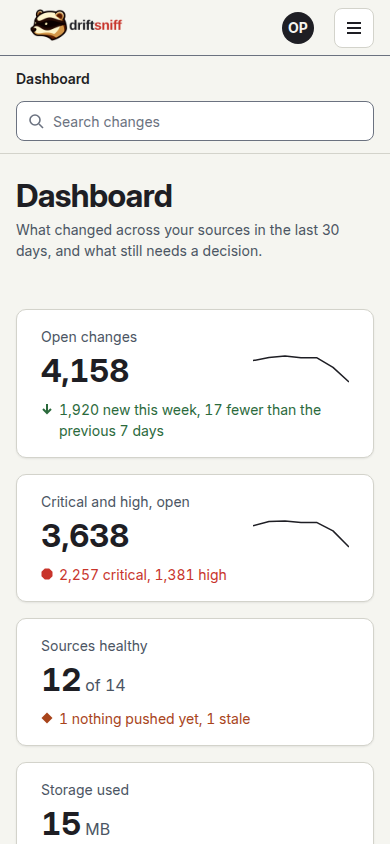 driftsniff
OP
Dashboard
Search changes
Dashboard
What changed across your sources in the last 30
days, and what still needs a decision.
Open changes
4,158
1,920 new this week, 17 fewer than the
previous 7 days
Critical and high, open
3,638
2,257 critical, 1,381 high
Sources healthy
12 of 14
1 nothing pushed yet, 1 stale
Storage used
15 MB